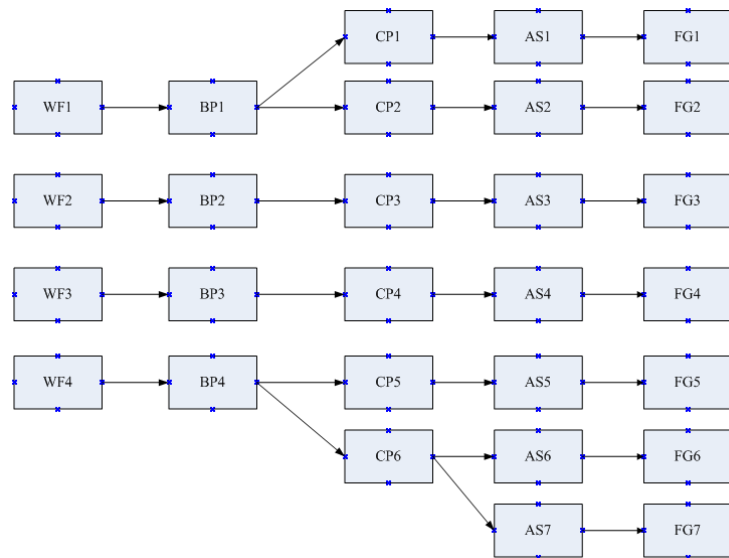 CP1 AS1 FG1
WF1 BP1 CP2 AS2 FG2
WF2 BP2 CP3 AS3 FG3
WF3 BP3 CP4 AS4 FG4
WF4 BP4 CP5 AS5 FG5
CP6 AS6 FG6
AS7 FG7